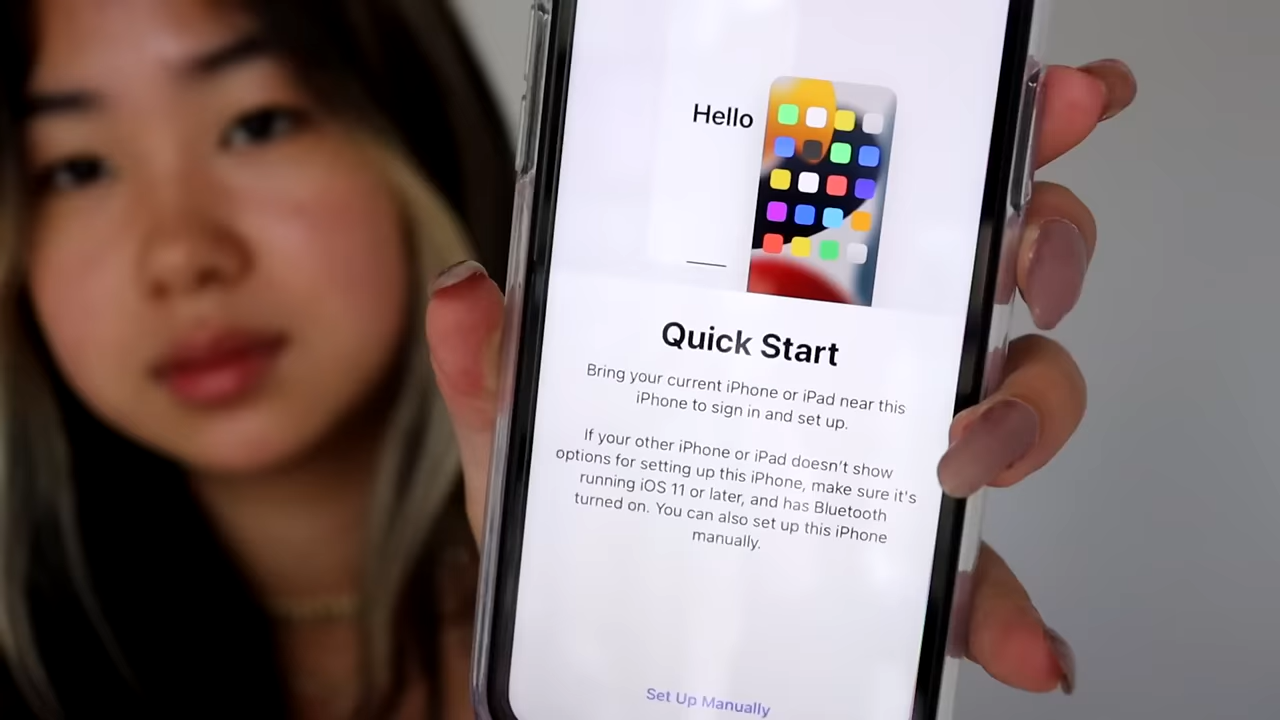 Hello
Quick Start
Bring your current iPhone or iPad near this
iPhone to sign in and set up.
If your other iPhone or iPad doesn't show
options for setting up this iPhone, make sure it's
running iOS 11 or later, and has Bluetooth
turned on. You can also set up this iPhone
manually.
Set Up Manually